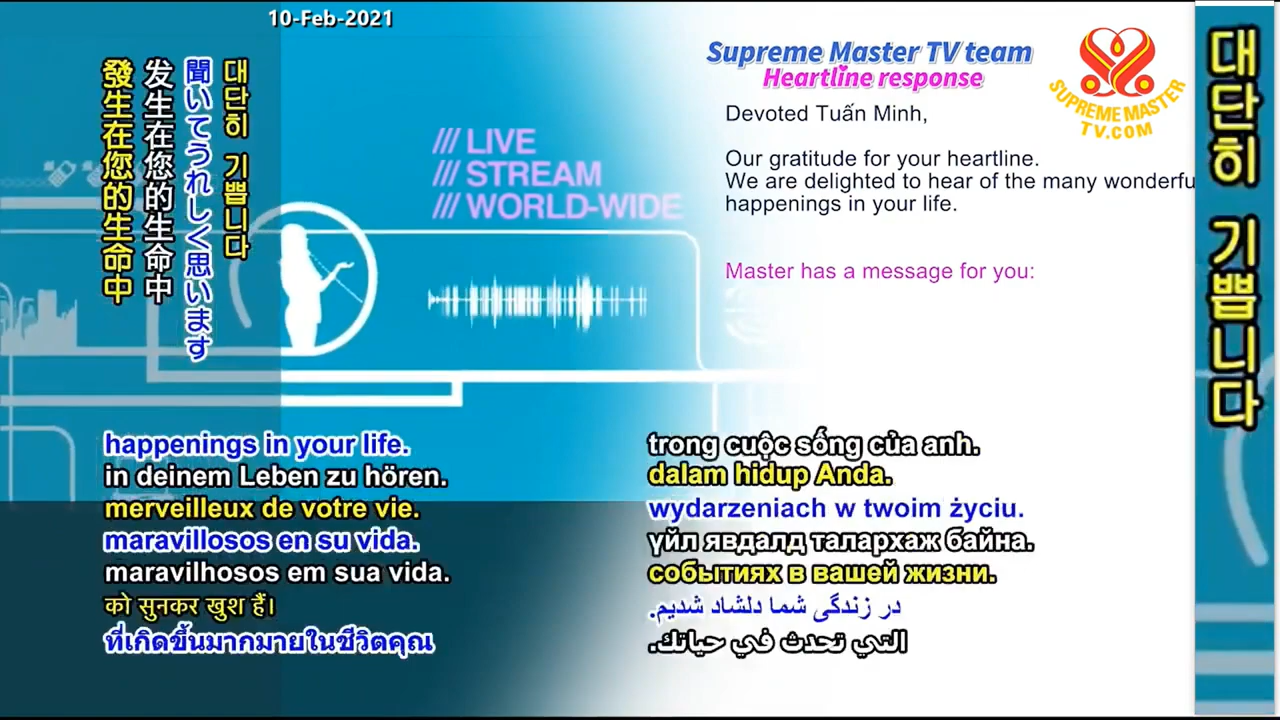 10-Feb-2021
Supreme Master TV team
Heartline response
SUPREME MASTER
TV.COM
Devoted Tuấn Minh,
Our gratitude for your heartline.
We are delighted to hear of the many wonderfu
happenings in your life.
Master has a message for you:
/// LIVE
/// STREAM
/// WORLD-WIDE
대단히 기쁩니다
聞いてうれしく思います
发生在您的生命中
發生在您的生命中
대단히 기쁩니다
happenings in your life.
in deinem Leben zu hören.
merveilleux de votre vie.
maravillosos en su vida.
maravilhosos em sua vida.
को सुनकर खुश हैं।
ที่เกิดขึ้นมากมายในชีวิตคุณ
trong cuộc sống của anh.
dalam hidup Anda.
wydarzeniach w twoim życiu.
үйл явдалд талархаж байна.
событиях в вашей жизни.
در زندگی شما دلشاد شدیم.
التي تحدث في حياتك.